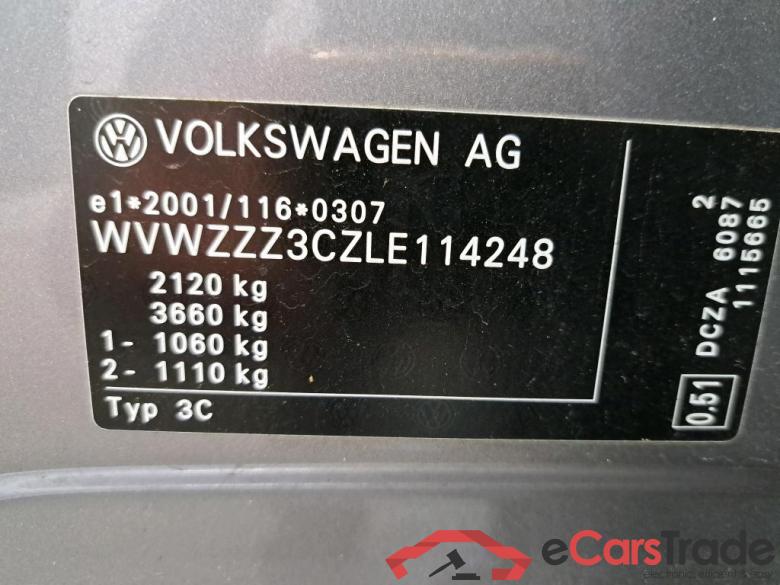 VOLKSWAGEN AG
e1*2001/116*0307
WVWZZZ3CZLE114248
2120 kg
3660 kg
1- 1060 kg
2- 1110 kg
Typ 3C
2
DCZA 6087
1115665
0.51
eCarsTrade